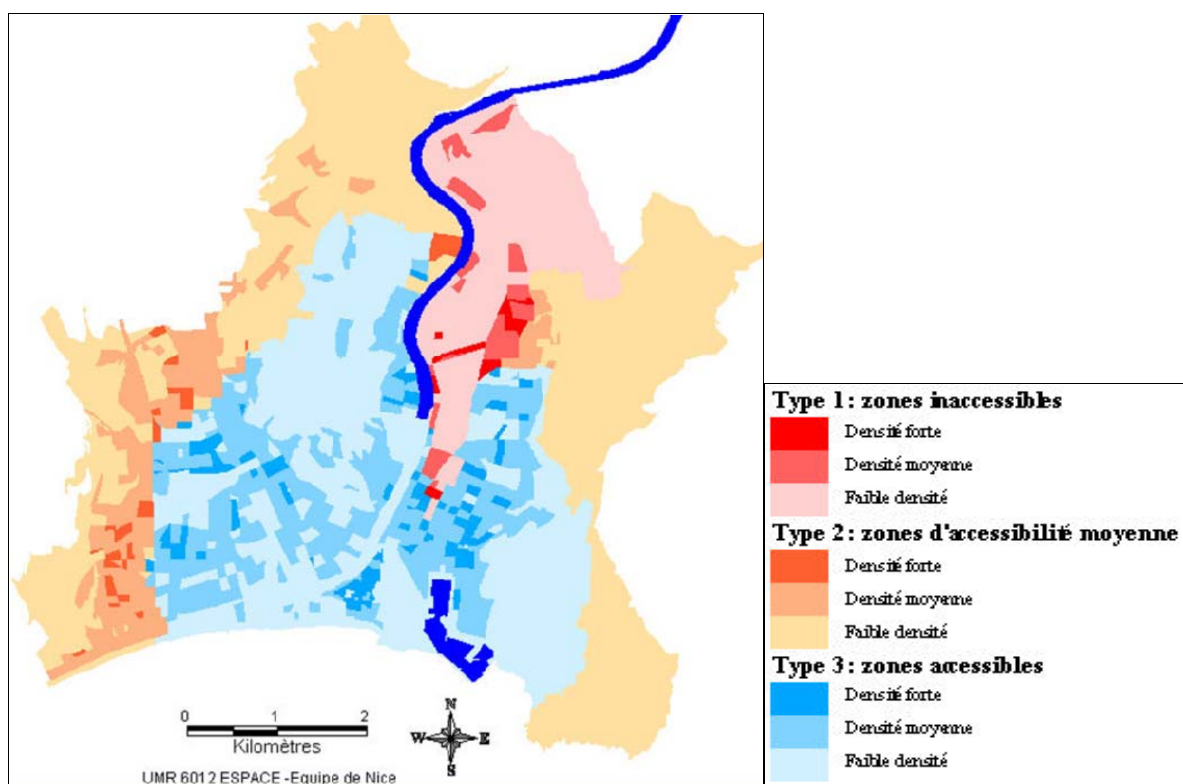 0 1 2
Kilomètres
N
W E
S
UMR 6012 ESPACE -Equipe de Nice
Type 1 : zones inaccessibles
Densité forte
Densité moyenne
Faible densité
Type 2 : zones d'accessibilité moyenne
Densité forte
Densité moyenne
Faible densité
Type 3 : zones accessibles
Densité forte
Densité moyenne
Faible densité